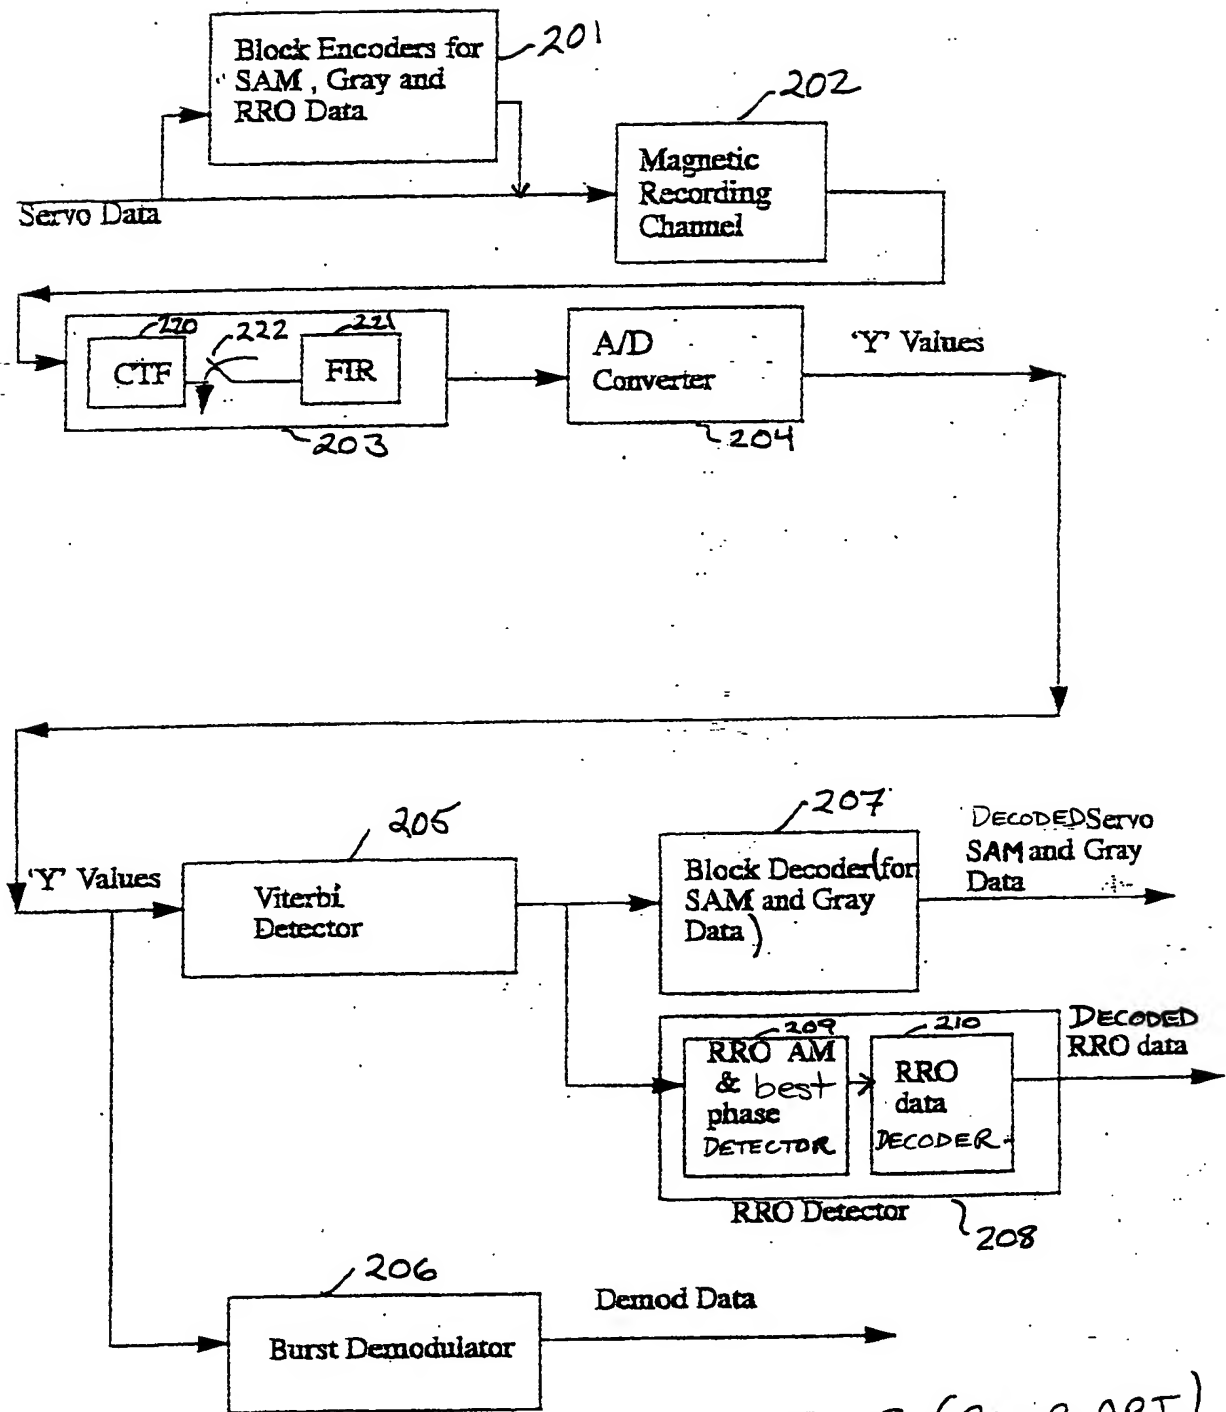 201
Block Encoders for
SAM , Gray and
RRO Data
202
Magnetic
Recording
Channel
Servo Data
220
222
221
CTF
FIR
203
A/D
Converter
204
'Y' Values
'Y' Values
205
Viterbi
Detector
207
Block Decoder(for
SAM and Gray
Data)
DECODED Servo
SAM and Gray
Data
209
RRO AM
& best
phase
DETECTOR
210
RRO
data
DECODER
DECODED
RRO data
RRO Detector
208
206
Burst Demodulator
Demod Data
(PRIOR ART)